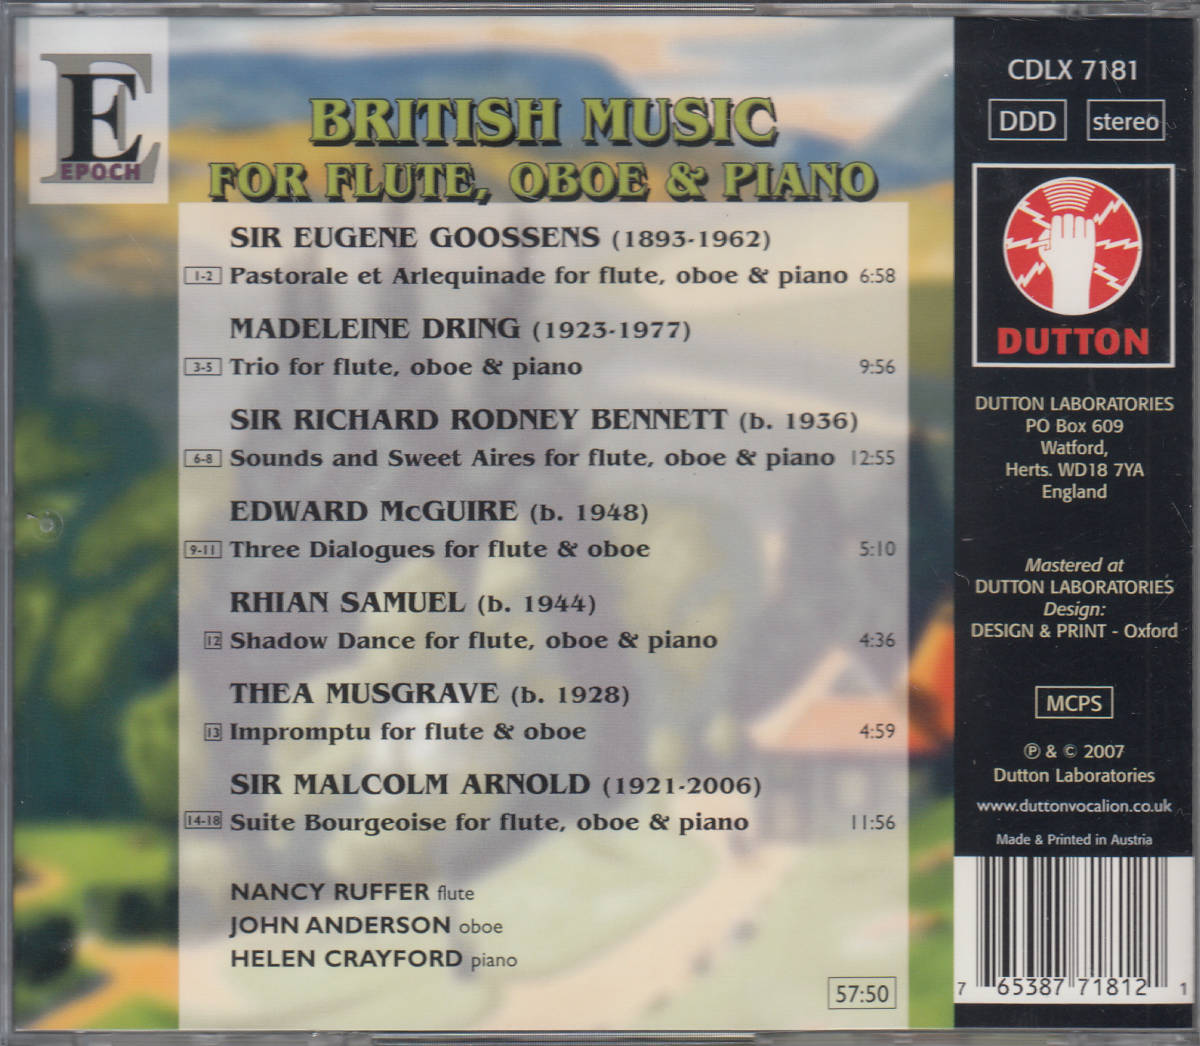 E
EPOCH
BRITISH MUSIC
FOR FLUTE, OBOE & PIANO
SIR EUGENE GOOSSENS (1893-1962)
1-2 Pastorale et Arlequinade for flute, oboe & piano 6:58
MADELEINE DRING (1923-1977)
3-5 Trio for flute, oboe & piano 9:56
SIR RICHARD RODNEY BENNETT (b. 1936)
6-8 Sounds and Sweet Aires for flute, oboe & piano 12:55
EDWARD McGUIRE (b. 1948)
9-11 Three Dialogues for flute & oboe 5:10
RHIAN SAMUEL (b. 1944)
12 Shadow Dance for flute, oboe & piano 4:36
THEA MUSGRAVE (b. 1928)
13 Impromptu for flute & oboe 4:59
SIR MALCOLM ARNOLD (1921-2006)
14-18 Suite Bourgeoise for flute, oboe & piano 11:56
NANCY RUFFER flute
JOHN ANDERSON oboe
HELEN CRAYFORD piano
57:50
CDLX 7181
DDD stereo
DUTTON
DUTTON LABORATORIES
PO Box 609
Watford,
Herts. WD18 7YA
England
Mastered at
DUTTON LABORATORIES
Design:
DESIGN & PRINT - Oxford
MCPS
℗ & © 2007
Dutton Laboratories
www.duttonvocalion.co.uk
Made & Printed in Austria
7 65387 71812 1